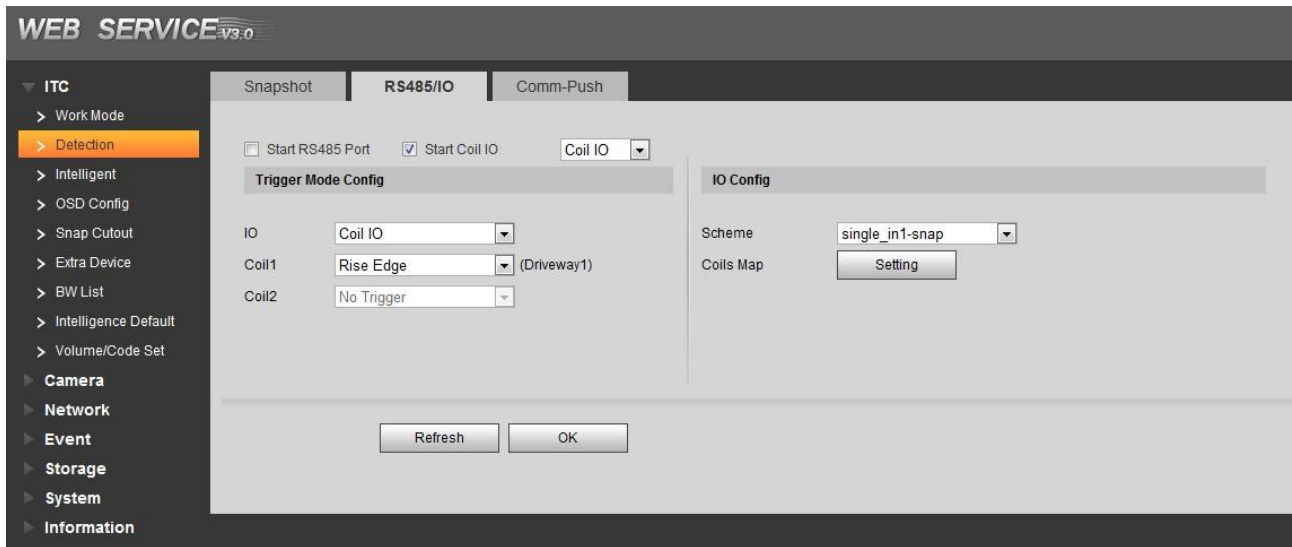 WEB SERVICE V3.0
ITC
Work Mode
Detection
Intelligent
OSD Config
Snap Cutout
Extra Device
BW List
Intelligence Default
Volume/Code Set
Camera
Network
Event
Storage
System
Information
Snapshot RS485/IO Comm-Push
Start RS485 Port Start Coil IO Coil IO
Trigger Mode Config
IO Coil IO
Coil1 Rise Edge (Driveway1)
Coil2 No Trigger
IO Config
Scheme single_in1-snap
Coils Map Setting
Refresh OK